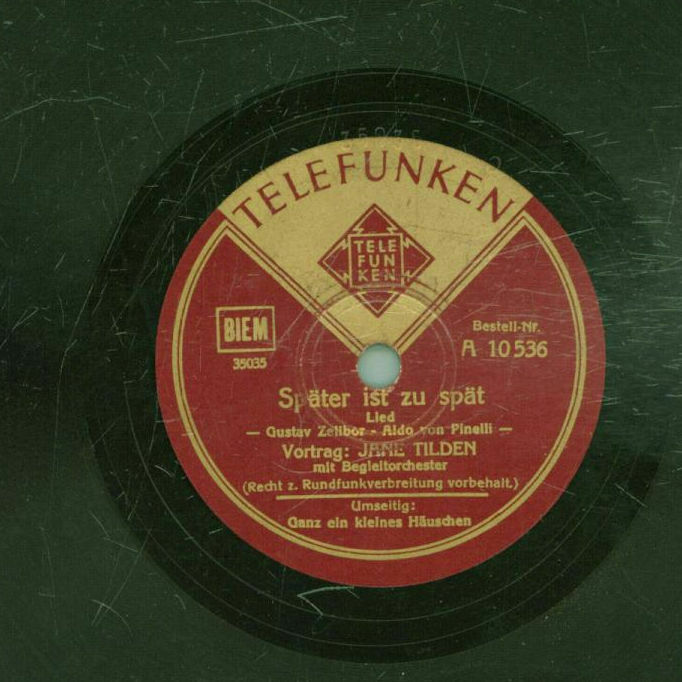 35035
TELEFUNKEN
TELE
FUN
KEN
BIEM
35035
Bestell-Nr.
A 10536
Später ist zu spät
Lied
— Gustav Zelibor - Aldo von Pinelli —
Vortrag: JANE TILDEN
mit Begleitorchester
(Recht z. Rundfunkverbreitung vorbehalt.)
Umseitig:
Ganz ein kleines Häuschen